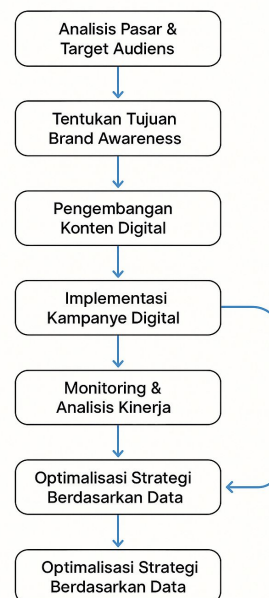 Analisis Pasar &
Target Audiens
Tentukan Tujuan
Brand Awareness
Pengembangan
Konten Digital
Implementasi
Kampanye Digital
Monitoring &
Analisis Kinerja
Optimalisasi Strategi
Berdasarkan Data
Optimalisasi Strategi
Berdasarkan Data